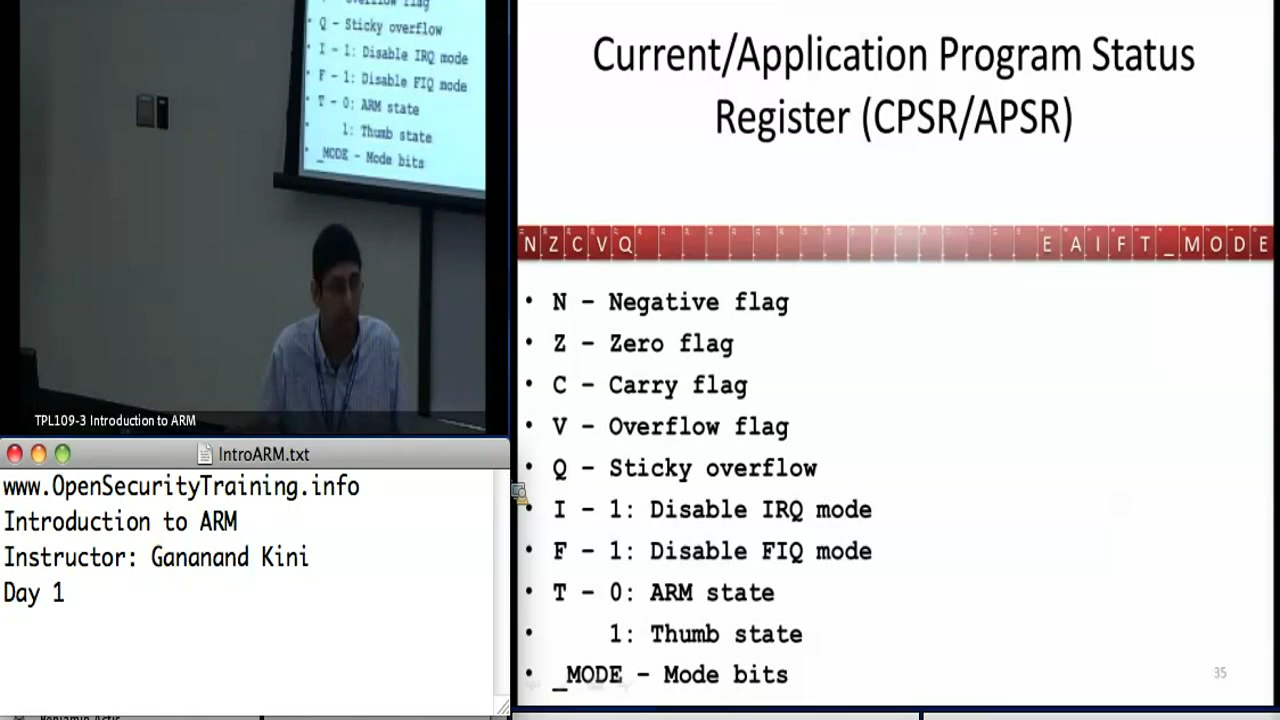 Overflow flag
Q - Sticky overflow
I - 1: Disable IRQ mode
F - 1: Disable FIQ mode
T - 0: ARM state
1: Thumb state
_MODE - Mode bits
TPL109-3 Introduction to ARM
IntroARM.txt
www.OpenSecurityTraining.info
Introduction to ARM
Instructor: Gananand Kini
Day 1
Current/Application Program Status
Register (CPSR/APSR)
N Z C V Q E A I F T _ M O D E
• N – Negative flag
• Z – Zero flag
• C – Carry flag
• V – Overflow flag
• Q – Sticky overflow
• I – 1: Disable IRQ mode
• F – 1: Disable FIQ mode
• T – 0: ARM state
• 1: Thumb state
• _MODE – Mode bits
35